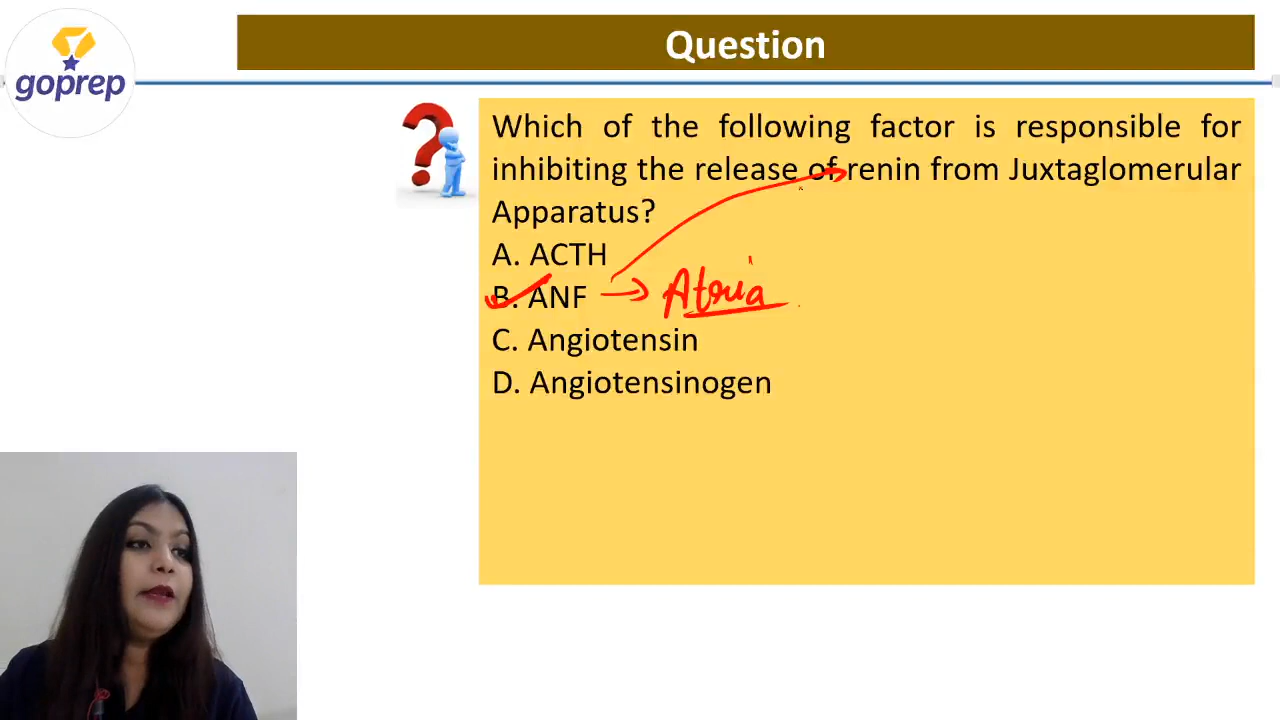 goprep
Question
Which of the following factor is responsible for
inhibiting the release of renin from Juxtaglomerular
Apparatus?
A. ACTH
B. ANF → Atria
C. Angiotensin
D. Angiotensinogen